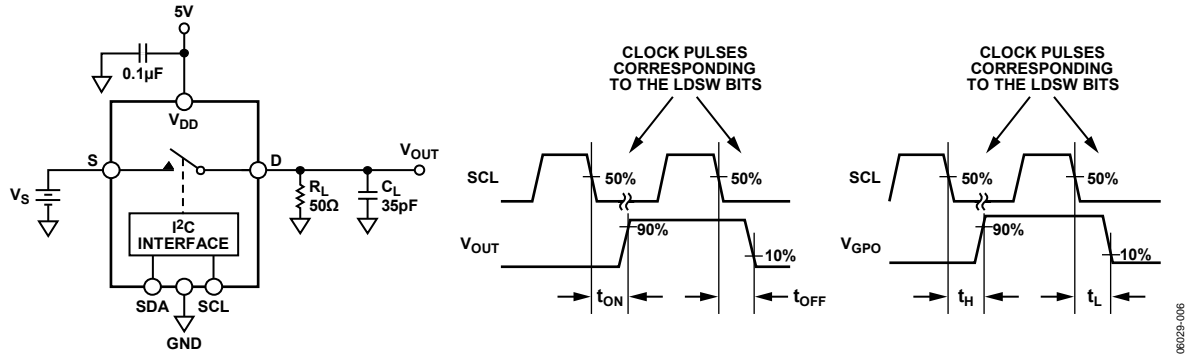 5V
0.1µF
VDD
S
D
VOUT
VS
RL
50Ω
CL
35pF
I2C
INTERFACE
SDA
SCL
GND
CLOCK PULSES
CORRESPONDING
TO THE LDSW BITS
SCL
50%
50%
VOUT
90%
10%
tON
tOFF
CLOCK PULSES
CORRESPONDING
TO THE LDSW BITS
SCL
50%
50%
VGPO
90%
10%
tH
tL
06029-006